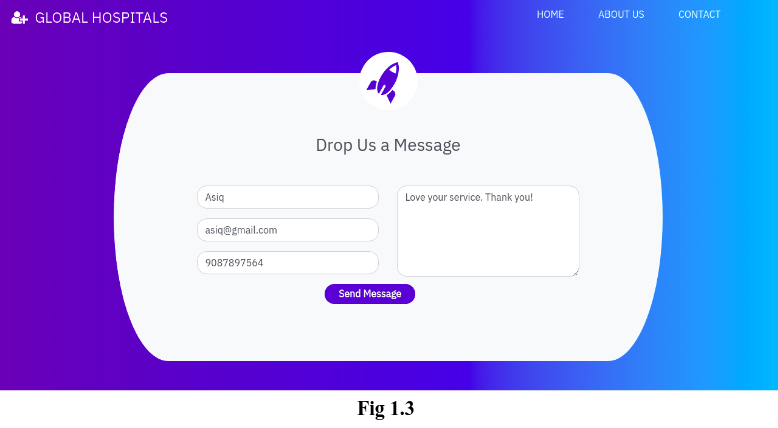 GLOBAL HOSPITALS
HOME ABOUT US CONTACT
Drop Us a Message
Asiq
Love your service. Thank you!
asiq@gmail.com
9087897564
Send Message
Fig 1.3